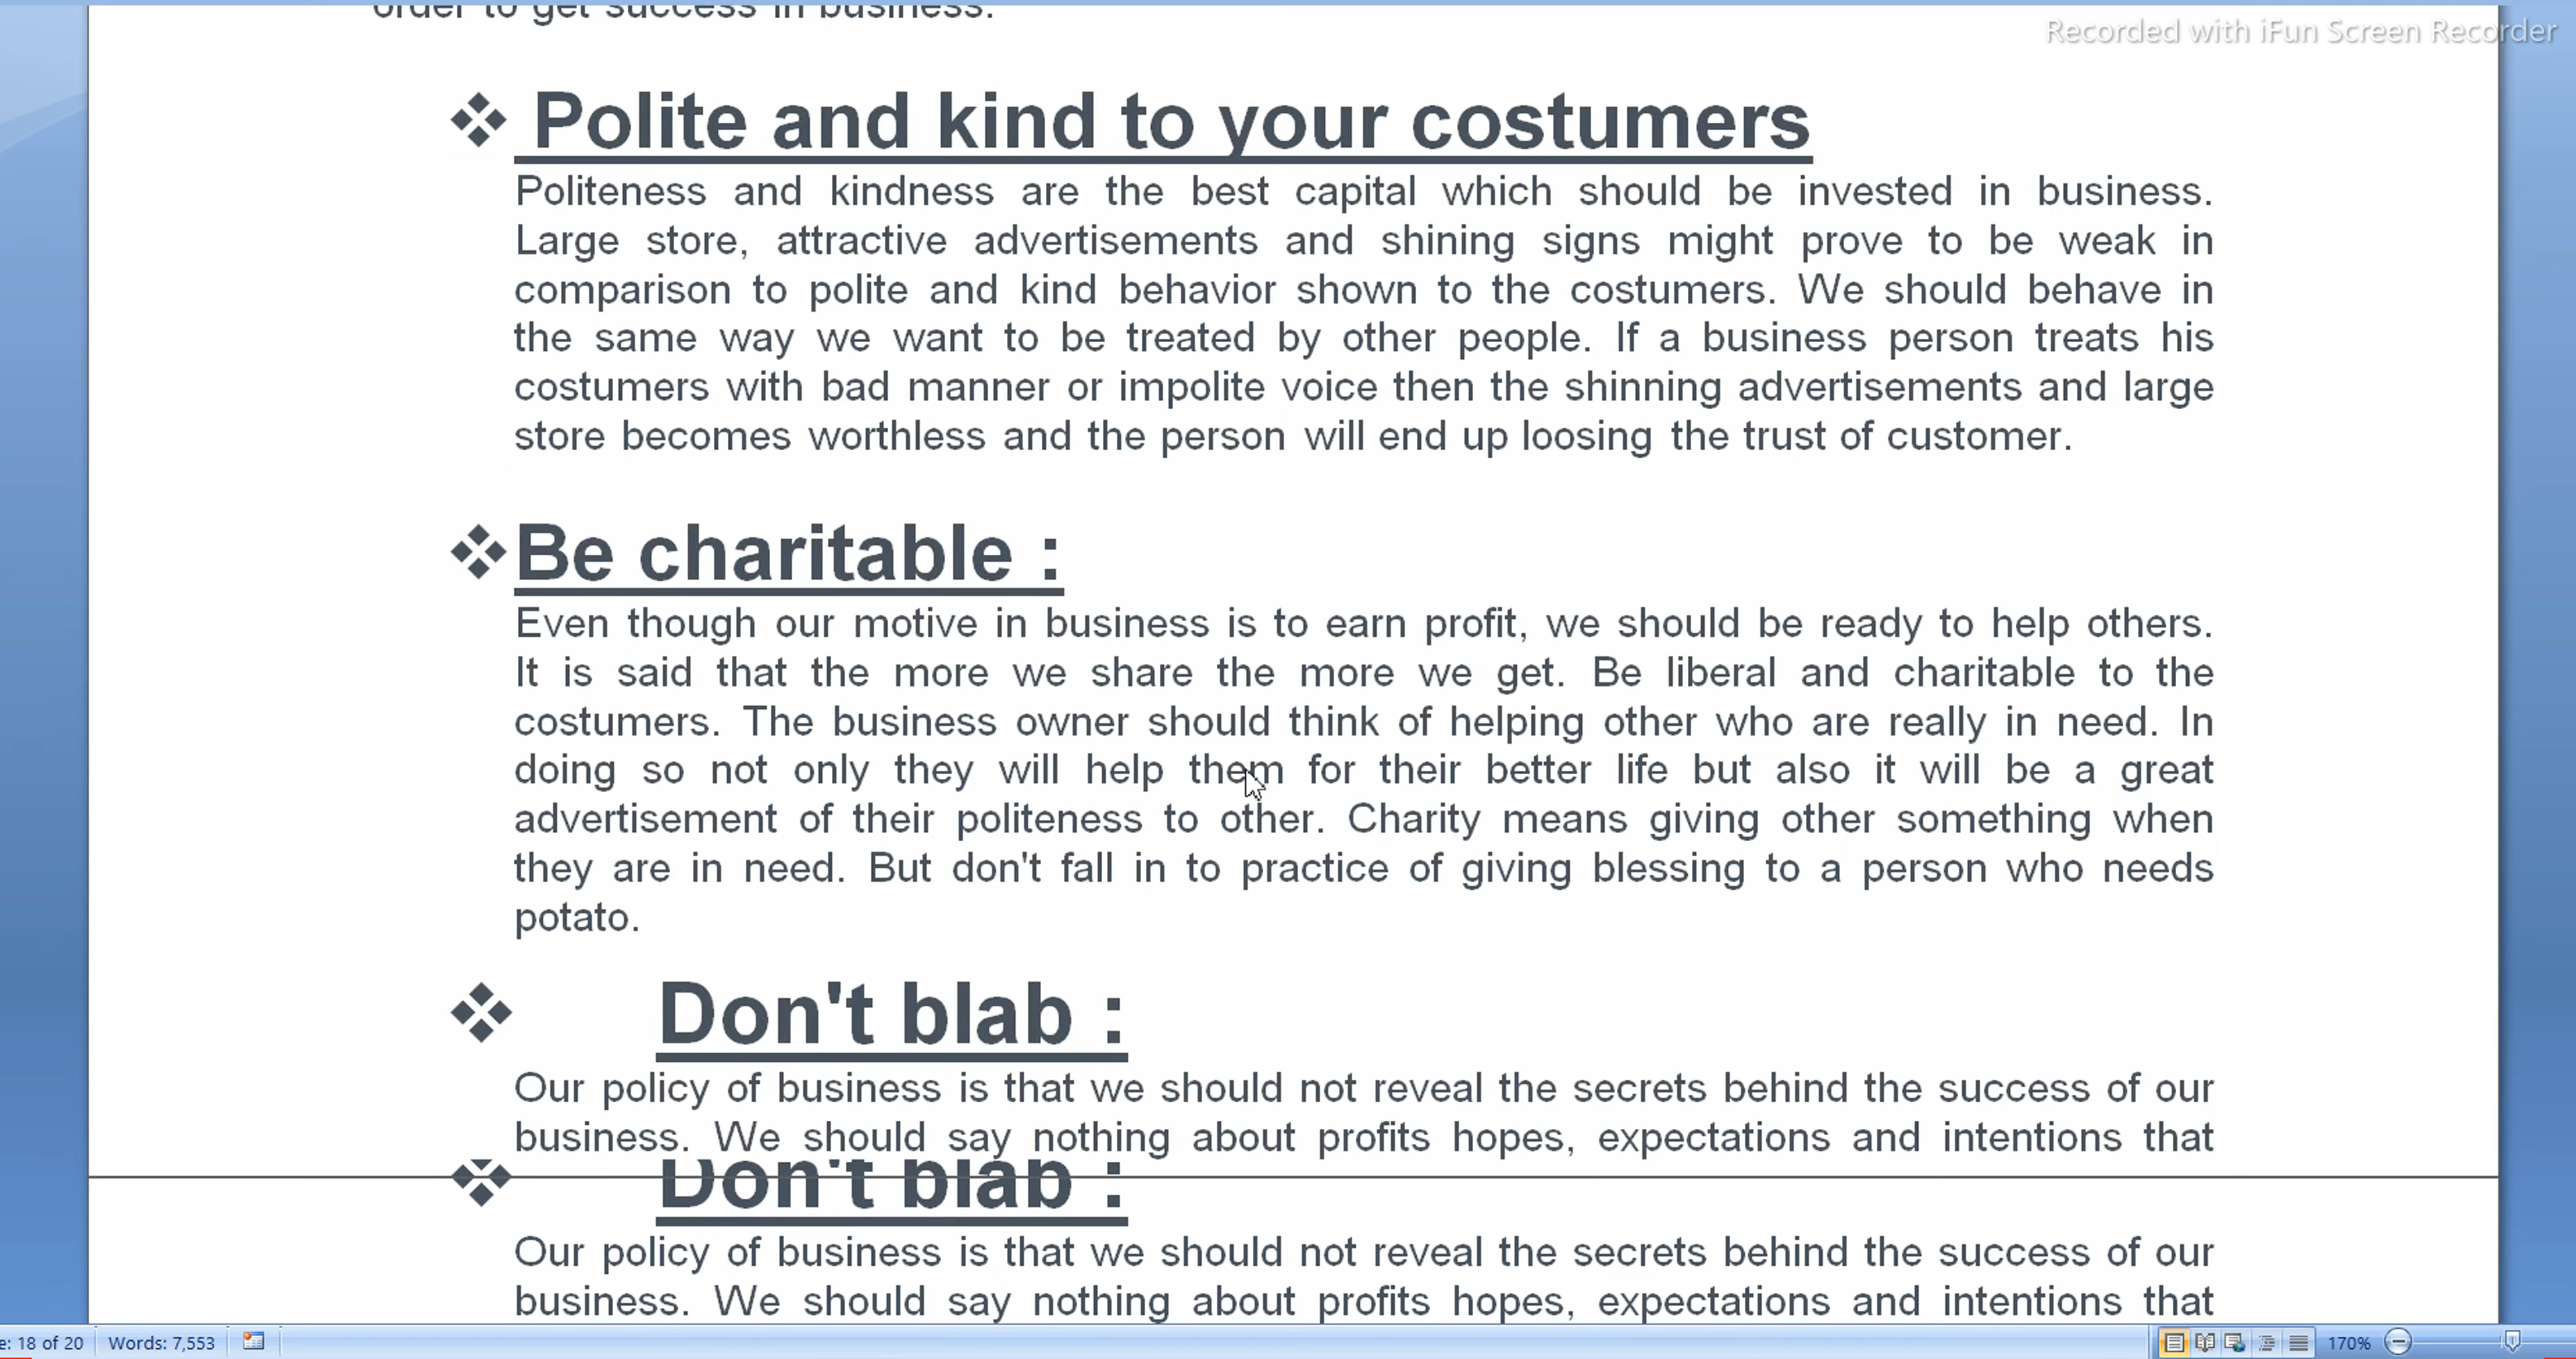 order to get success in business.
Recorded with iFun Screen Recorder
Polite and kind to your costumers
Politeness and kindness are the best capital which should be invested in business.
Large store, attractive advertisements and shining signs might prove to be weak in
comparison to polite and kind behavior shown to the costumers. We should behave in
the same way we want to be treated by other people. If a business person treats his
costumers with bad manner or impolite voice then the shinning advertisements and large
store becomes worthless and the person will end up loosing the trust of customer.
Be charitable :
Even though our motive in business is to earn profit, we should be ready to help others.
It is said that the more we share the more we get. Be liberal and charitable to the
costumers. The business owner should think of helping other who are really in need. In
doing so not only they will help them for their better life but also it will be a great
advertisement of their politeness to other. Charity means giving other something when
they are in need. But don't fall in to practice of giving blessing to a person who needs
potato.
Don't blab :
Our policy of business is that we should not reveal the secrets behind the success of our
business. We should say nothing about profits hopes, expectations and intentions that
Don't blab :
Our policy of business is that we should not reveal the secrets behind the success of our
business. We should say nothing about profits hopes, expectations and intentions that
e: 18 of 20 Words: 7,553 170%